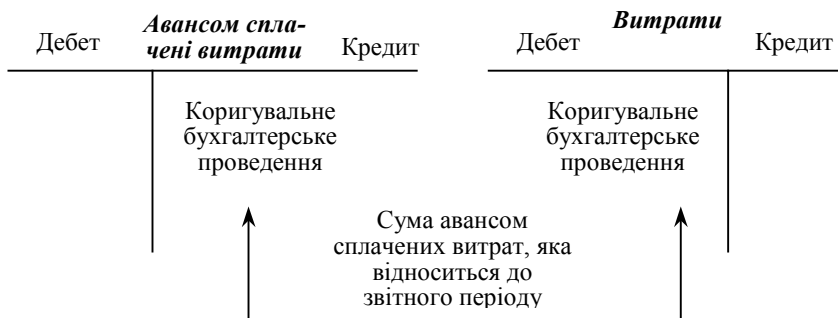 Дебет
Авансом спла-
чені витрати
Кредит
Дебет
Витрати
Кредит
Коригувальне
бухгалтерське
проведення
Коригувальне
бухгалтерське
проведення
Сума авансом
сплачених витрат, яка
відноситься до
звітного періоду